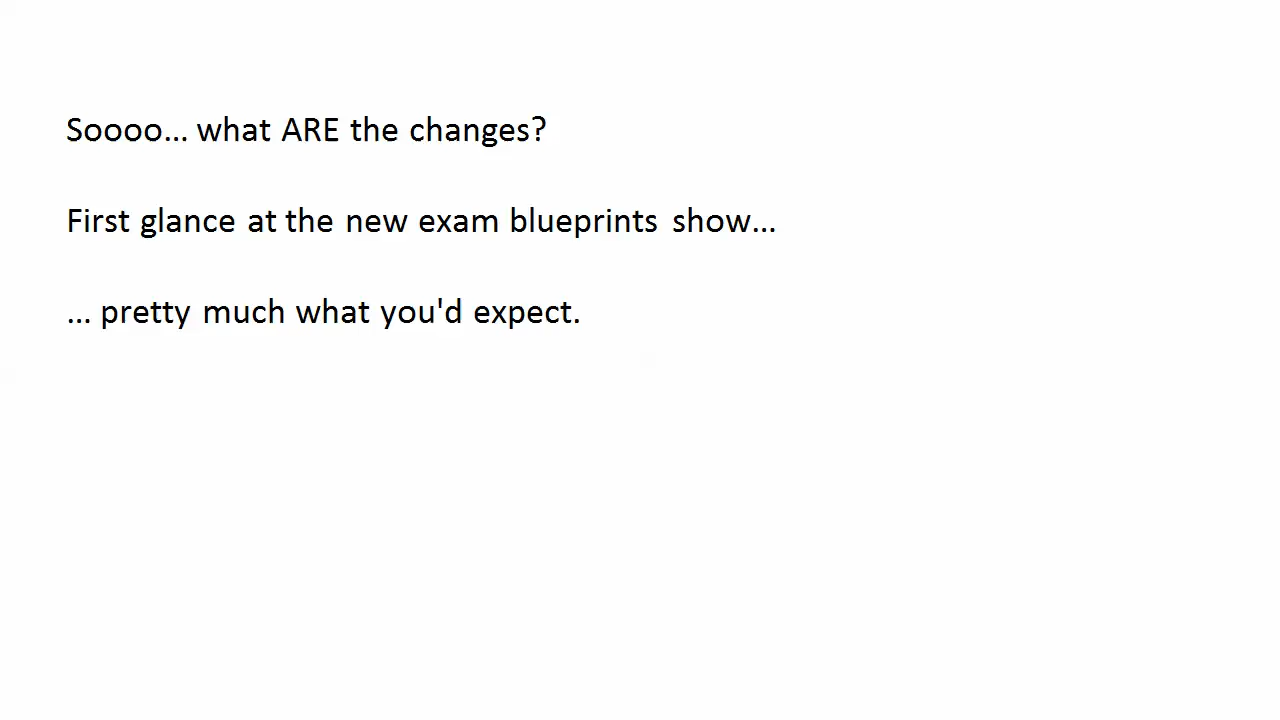 Soooo... what ARE the changes?
First glance at the new exam blueprints show...
... pretty much what you'd expect.